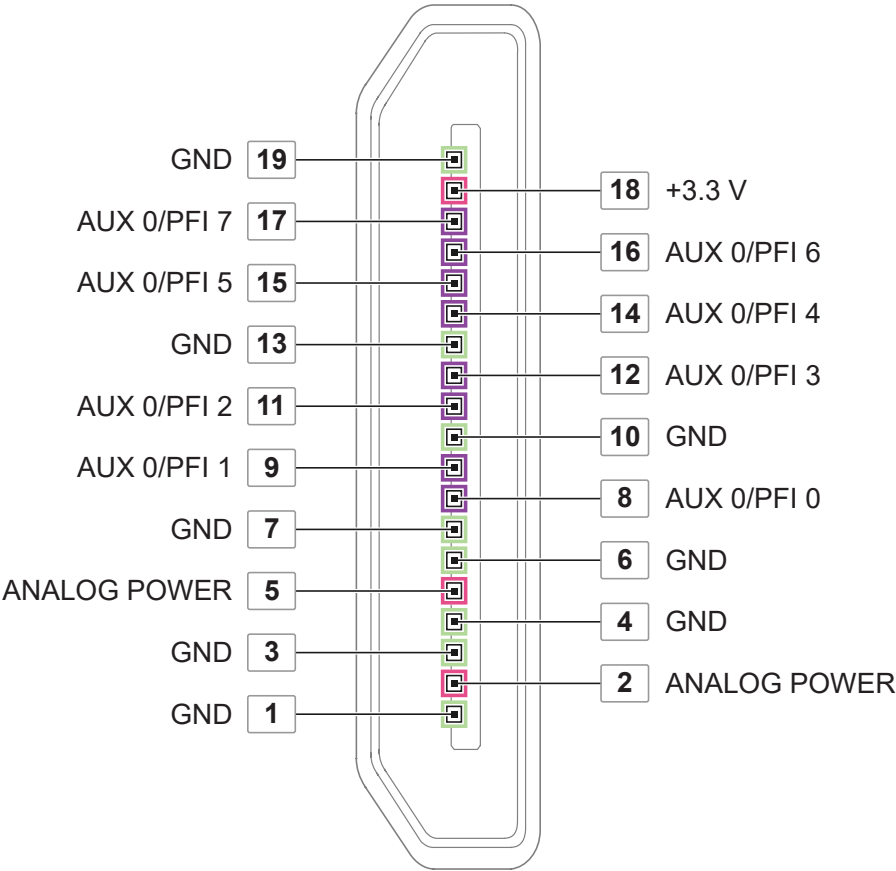 GND 19
18 +3.3 V
AUX 0/PFI 7 17
16 AUX 0/PFI 6
AUX 0/PFI 5 15
14 AUX 0/PFI 4
GND 13
12 AUX 0/PFI 3
AUX 0/PFI 2 11
10 GND
AUX 0/PFI 1 9
8 AUX 0/PFI 0
GND 7
6 GND
ANALOG POWER 5
4 GND
GND 3
2 ANALOG POWER
GND 1